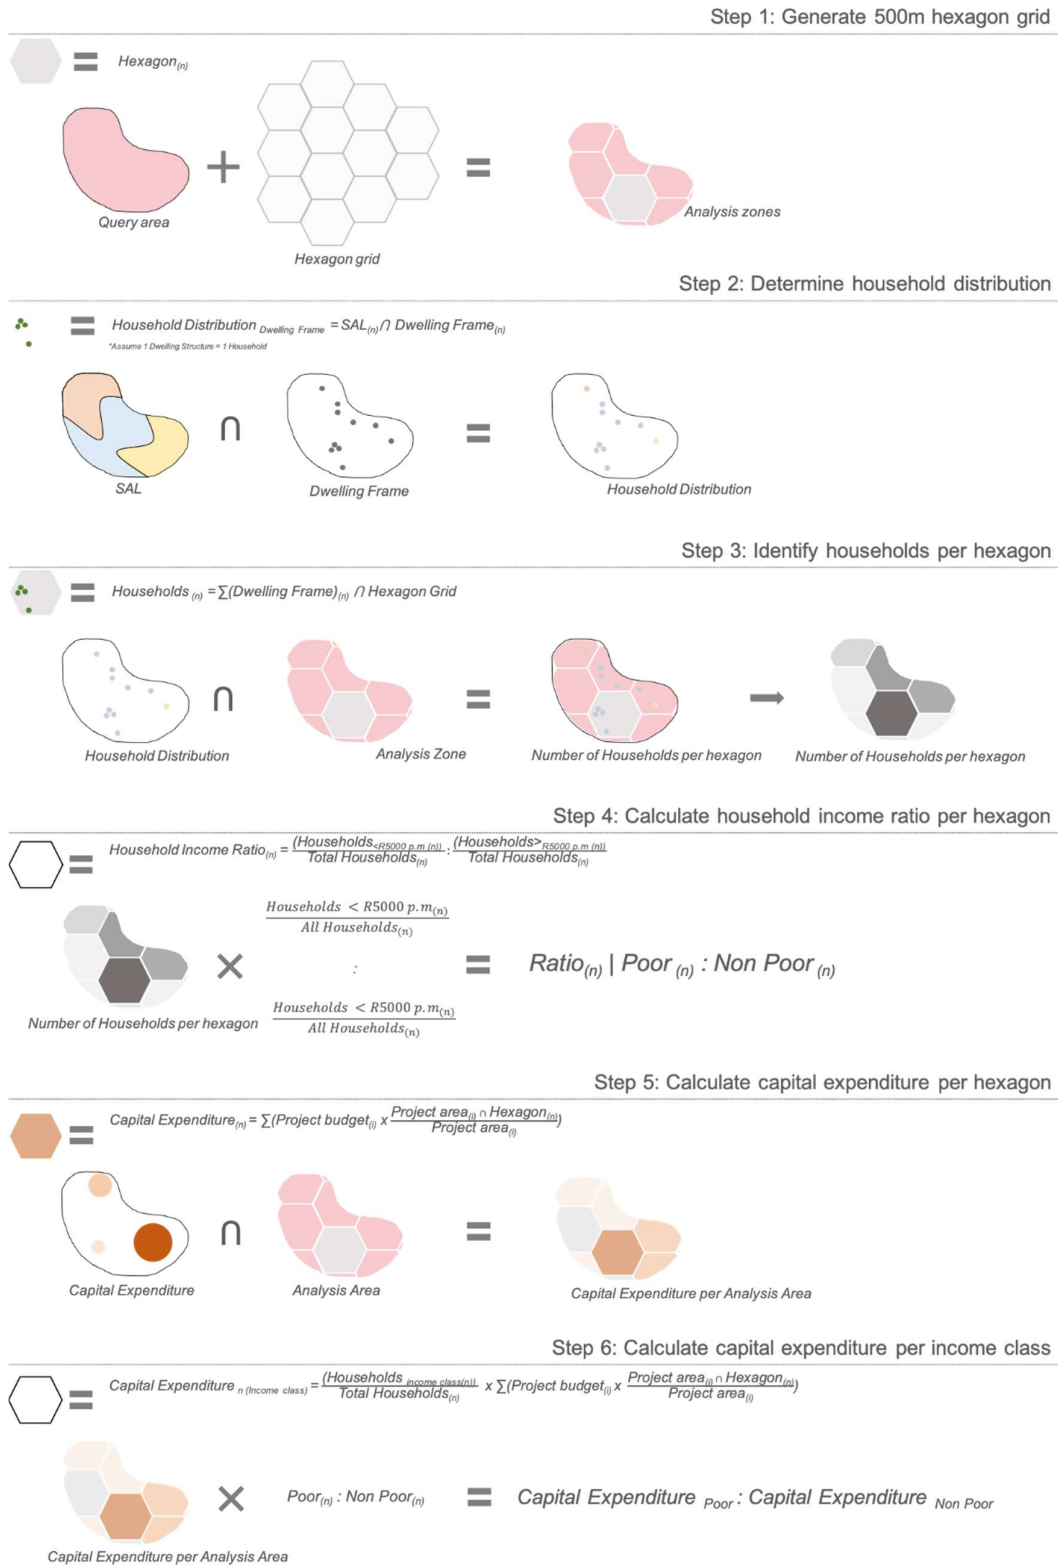 Step 1: Generate 500m hexagon grid
= Hexagon(n)
+
=
Query area
Hexagon grid
Analysis zones
Step 2: Determine household distribution
= Household Distribution Dwelling Frame = SAL(n) ∩ Dwelling Frame(n)
*Assume 1 Dwelling Structure = 1 Household
∩
=
SAL
Dwelling Frame
Household Distribution
Step 3: Identify households per hexagon
= Households (n) = ∑(Dwelling Frame)(n) ∩ Hexagon Grid
∩
=
Household Distribution
Analysis Zone
Number of Households per hexagon
Number of Households per hexagon
Step 4: Calculate household income ratio per hexagon
= Household Income Ratio(n) = (Households<R5000 p.m (n)) / Total Households(n) : (Households>R5000 p.m (n)) / Total Households(n)
Households < R5000 p.m(n)
All Households(n)
:
× = Ratio(n) | Poor (n) : Non Poor (n)
Households < R5000 p.m(n)
All Households(n)
Number of Households per hexagon
Step 5: Calculate capital expenditure per hexagon
= Capital Expenditure(n) = ∑(Project budget(i) x Project area(i) ∩ Hexagon(n) / Project area(i))
∩
=
Capital Expenditure
Analysis Area
Capital Expenditure per Analysis Area
Step 6: Calculate capital expenditure per income class
= Capital Expenditure n (Income class) = (Households income class(n)) / Total Households(n) x ∑(Project budget(i) x Project area(i) ∩ Hexagon(n) / Project area(i))
× Poor(n) : Non Poor(n) = Capital Expenditure Poor : Capital Expenditure Non Poor
Capital Expenditure per Analysis Area